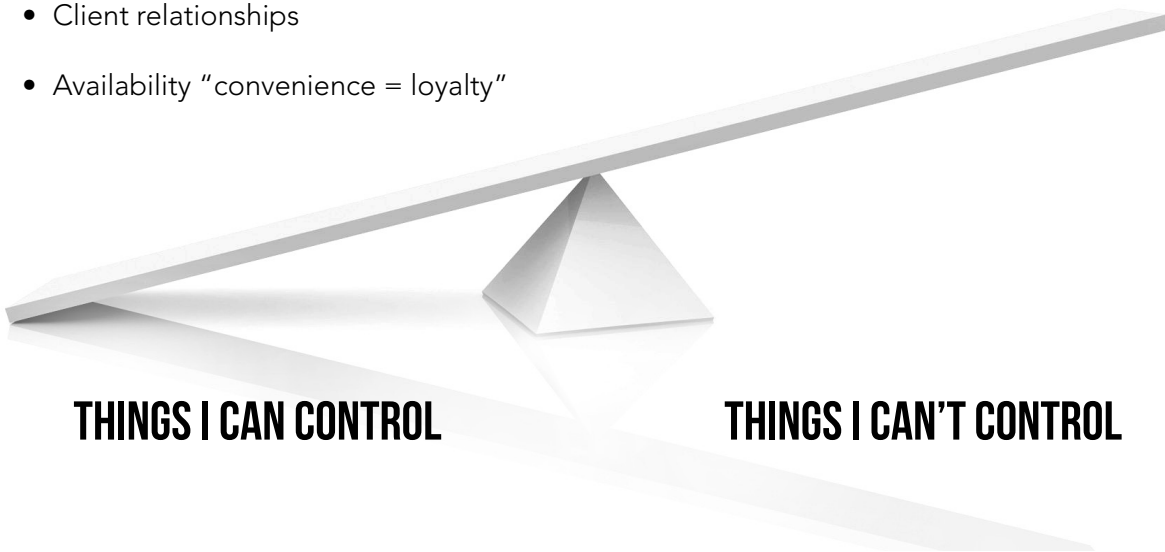 • Client relationships
• Availability “convenience = loyalty”
THINGS I CAN CONTROL
THINGS I CAN’T CONTROL